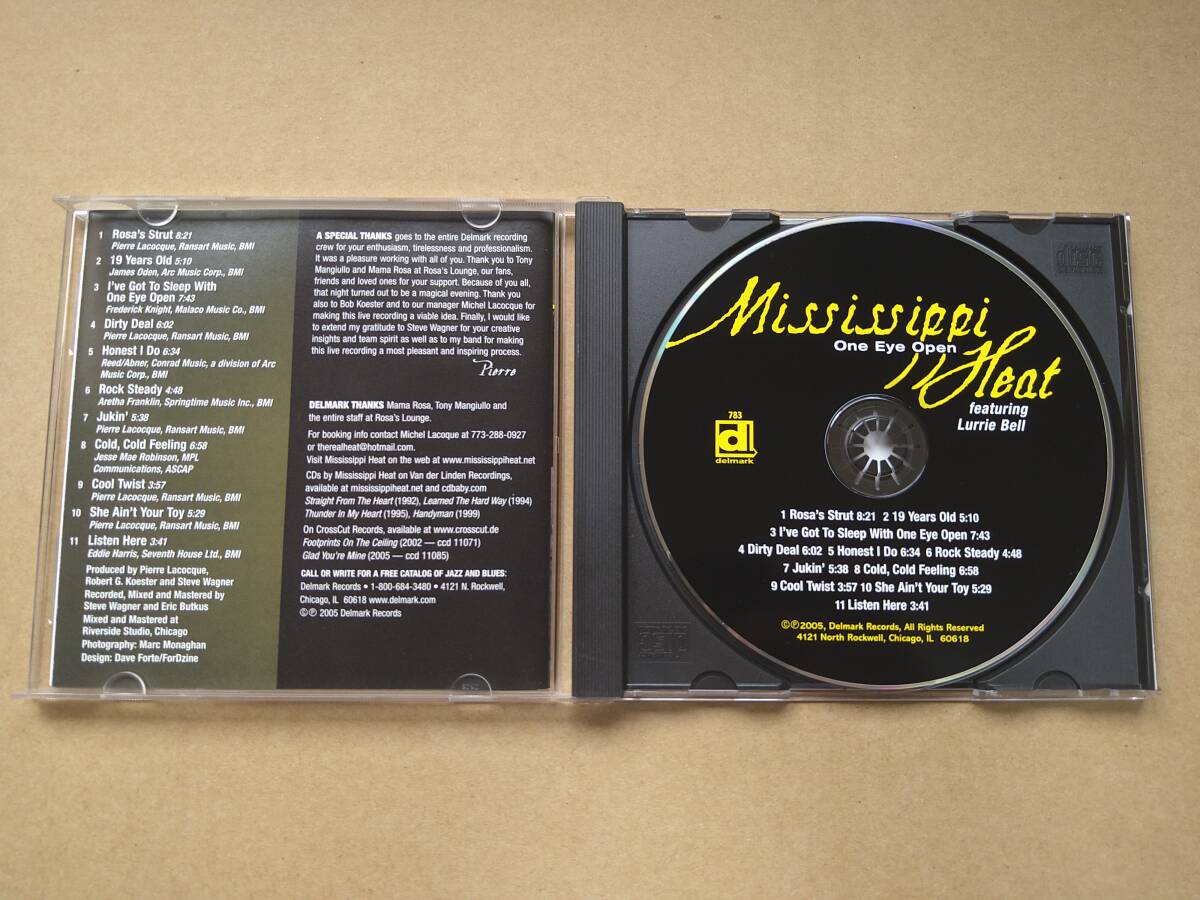 1 Rosa's Strut 8:21
Pierre Lacocque, Ransart Music, BMI
2 19 Years Old 5:10
James Oden, Arc Music Corp., BMI
3 I've Got To Sleep With
One Eye Open 7:43
Frederick Knight, Malaco Music Co., BMI
4 Dirty Deal 6:02
Pierre Lacocque, Ransart Music, BMI
5 Honest I Do 6:34
Reed/Abner, Conrad Music, a division of Arc
Music Corp., BMI
6 Rock Steady 4:48
Aretha Franklin, Springtime Music Inc., BMI
7 Jukin' 5:38
Pierre Lacocque, Ransart Music, BMI
8 Cold, Cold Feeling 6:58
Jesse Mae Robinson, MPL
Communications, ASCAP
9 Cool Twist 3:57
Pierre Lacocque, Ransart Music, BMI
10 She Ain't Your Toy 5:29
Pierre Lacocque, Ransart Music, BMI
11 Listen Here 3:41
Eddie Harris, Seventh House Ltd., BMI
Produced by Pierre Lacocque,
Robert G. Koester and Steve Wagner
Recorded, Mixed and Mastered by
Steve Wagner and Eric Butkus
Mixed and Mastered at
Riverside Studio, Chicago
Photography: Marc Monaghan
Design: Dave Forte/ForDzine
A SPECIAL THANKS goes to the entire Delmark recording
crew for your enthusiasm, tirelessness and professionalism.
It was a pleasure working with all of you. Thank you to Tony
Mangiullo and Mama Rosa at Rosa's Lounge, our fans,
friends and loved ones for your support. Because of you all,
that night turned out to be a magical evening. Thank you
also to Bob Koester and to our manager Michel Lacocque for
making this live recording a viable idea. Finally, I would like
to extend my gratitude to Steve Wagner for your creative
insights and team spirit as well as to my band for making
this live recording a most pleasant and inspiring process.
Pierre
DELMARK THANKS Mama Rosa, Tony Mangiullo and
the entire staff at Rosa's Lounge.
For booking info contact Michel Lacoque at 773-288-0927
or therealheat@hotmail.com.
Visit Mississippi Heat on the web at www.mississippiheat.net
CDs by Mississippi Heat on Van der Linden Recordings,
available at mississippiheat.net and cdbaby.com
Straight From The Heart (1992), Learned The Hard Way (1994)
Thunder In My Heart (1995), Handyman (1999)
On CrossCut Records, available at www.crosscut.de
Footprints On The Ceiling (2002 — ccd 11071)
Glad You're Mine (2005 — ccd 11085)
CALL OR WRITE FOR A FREE CATALOG OF JAZZ AND BLUES:
Delmark Records • 1-800-684-3480 • 4121 N. Rockwell,
Chicago, IL 60618 www.delmark.com
©℗ 2005 Delmark Records
Mississippi
One Eye Open
Heat
featuring
Lurrie Bell
783
d
delmark
1 Rosa's Strut 8:21 2 19 Years Old 5:10
3 I've Got To Sleep With One Eye Open 7:43
4 Dirty Deal 6:02 5 Honest I Do 6:34 6 Rock Steady 4:48
7 Jukin' 5:38 8 Cold, Cold Feeling 6:58
9 Cool Twist 3:57 10 She Ain't Your Toy 5:29
11 Listen Here 3:41
©℗2005, Delmark Records, All Rights Reserved
4121 North Rockwell, Chicago, IL 60618